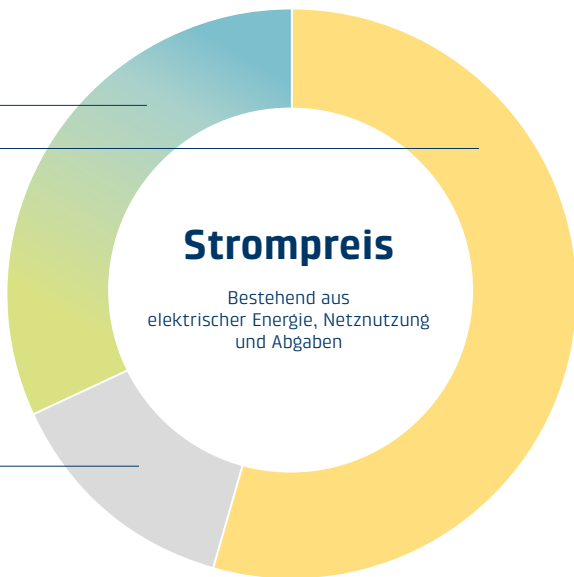 Strompreis
Bestehend aus
elektrischer Energie, Netznutzung
und Abgaben